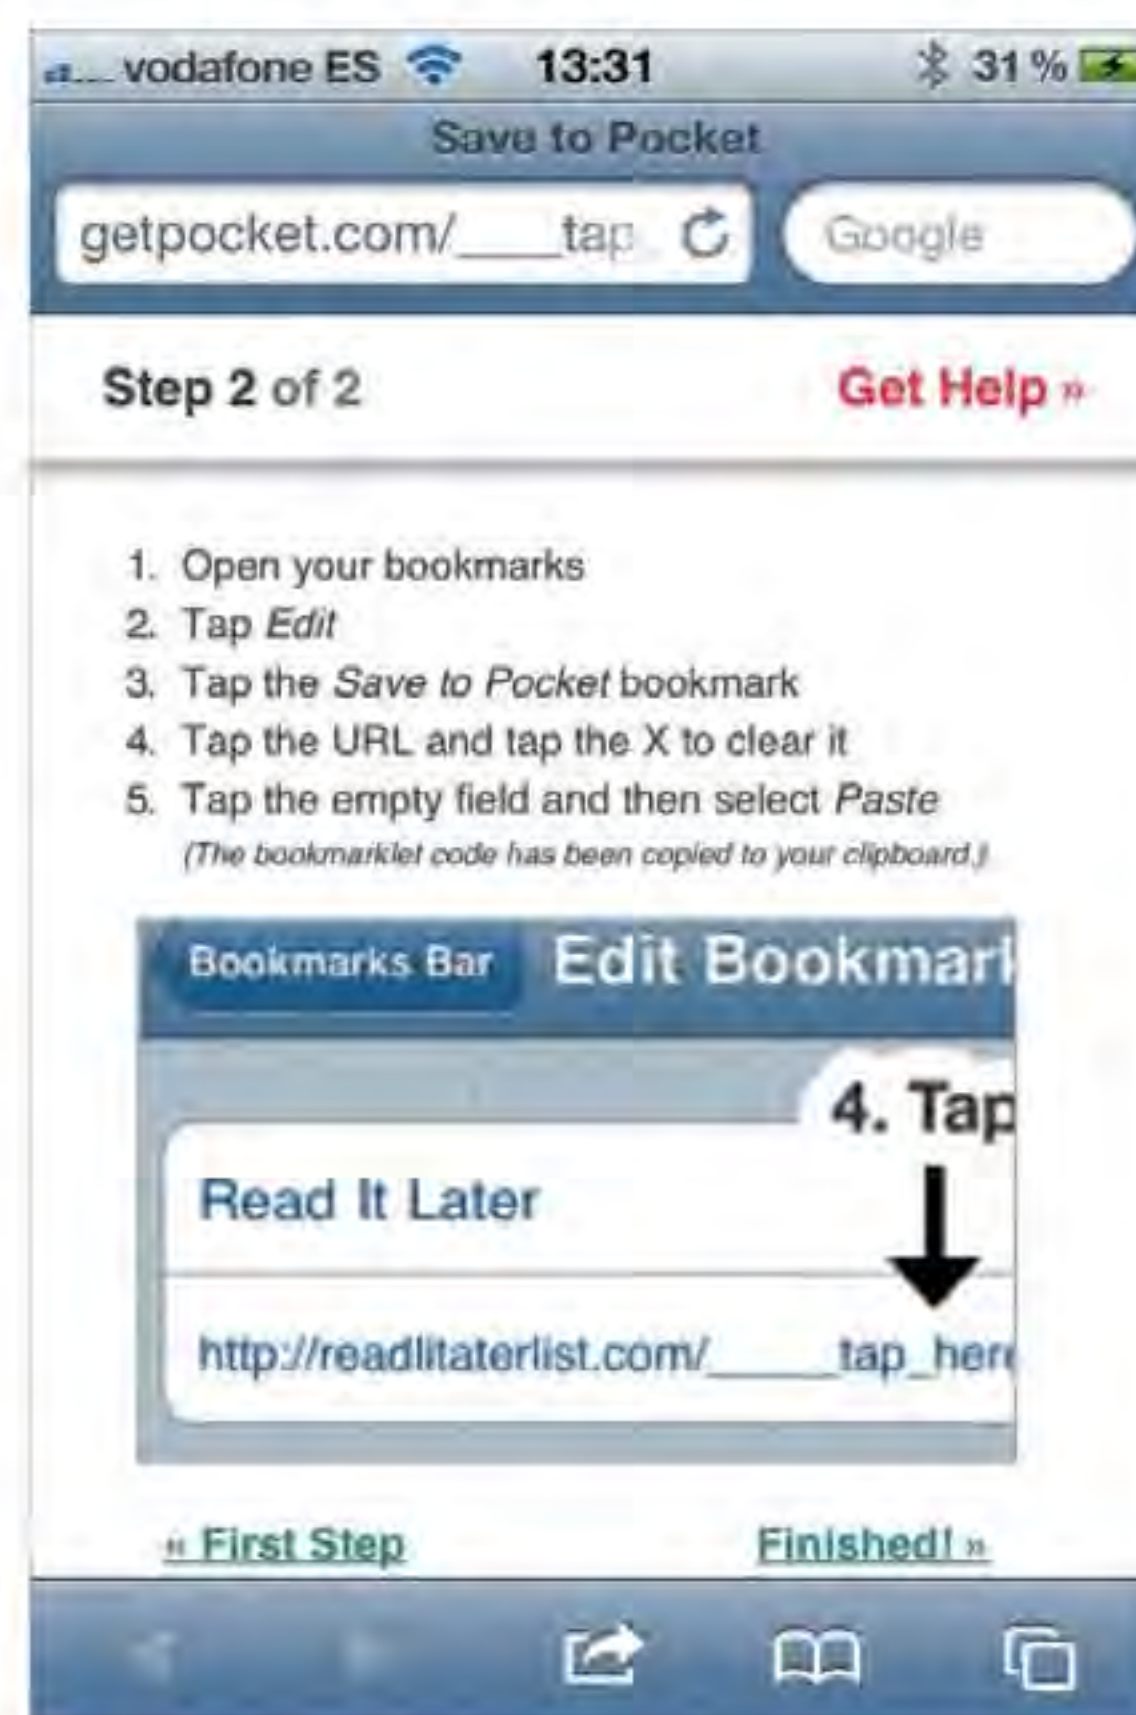 vodafone ES 13:31 31 %
Save to Pocket
getpocket.com/____tap Google
Step 2 of 2 Get Help »
1. Open your bookmarks
2. Tap Edit
3. Tap the Save to Pocket bookmark
4. Tap the URL and tap the X to clear it
5. Tap the empty field and then select Paste
(The bookmarklet code has been copied to your clipboard.)
Bookmarks Bar Edit Bookmark
4. Tap
Read It Later
http://readitlaterlist.com/_____tap_here
« First Step Finished! »